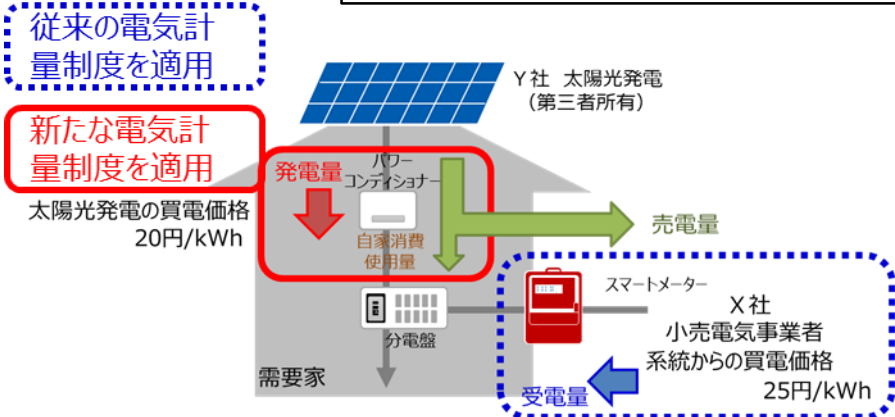 従来の電気計
量制度を適用
新たな電気計
量制度を適用
太陽光発電の買電価格
20円/kWh
Y社 太陽光発電
(第三者所有)
発電量
パワー
コンディショナー
自家消費
使用量
売電量
分電盤
需要家
スマートメーター
X社
小売電気事業者
系統からの買電価格
25円/kWh
受電量